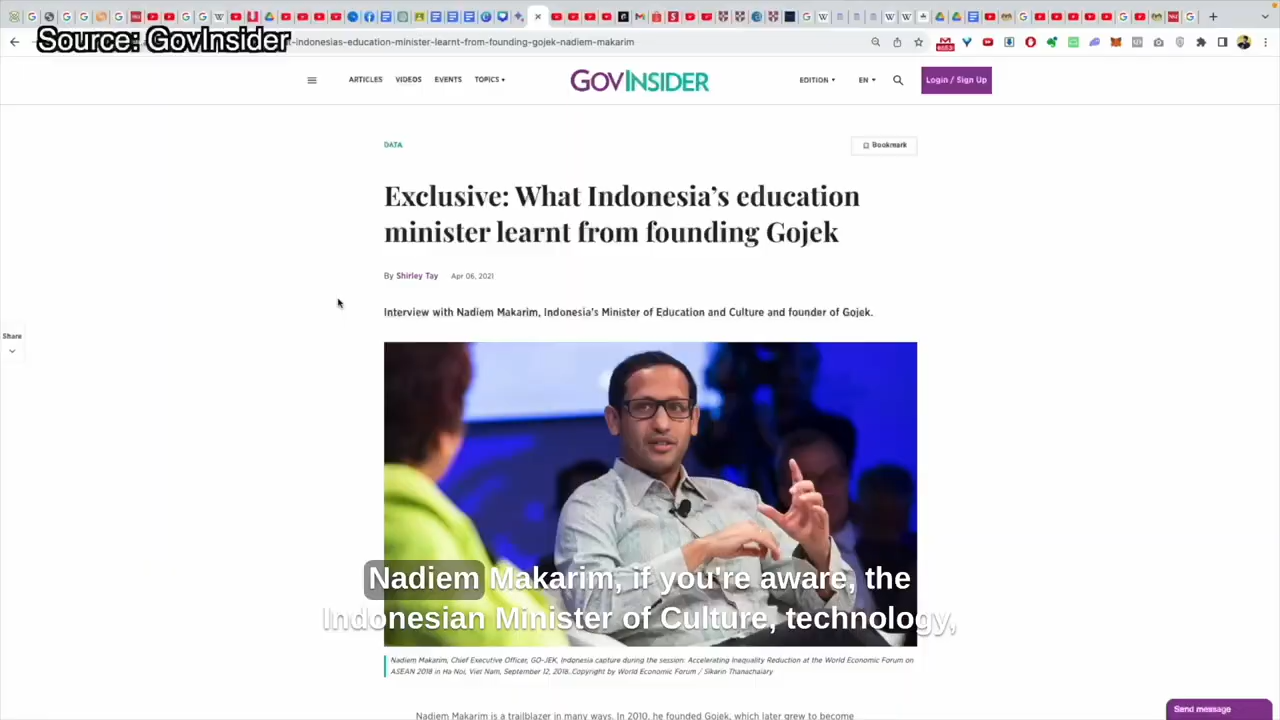 Source: GovInsider
t-indonesias-education-minister-learnt-from-founding-gojek-nadiem-makarim
ARTICLES VIDEOS EVENTS TOPICS
GOVINSIDER
EDITION EN Login / Sign Up
DATA
Bookmark
Exclusive: What Indonesia's education
minister learnt from founding Gojek
By Shirley Tay Apr 06, 2021
Interview with Nadiem Makarim, Indonesia's Minister of Education and Culture and founder of Gojek.
Share
Nadiem Makarim, if you're aware, the
Indonesian Minister of Culture, technology,
Nadiem Makarim, Chief Executive Officer, GO-JEK, Indonesia capture during the session: Accelerating Inequality Reduction at the World Economic Forum on
ASEAN 2018 in Ha Noi, Viet Nam, September 12, 2018. Copyright by World Economic Forum / Sikarin Thanachaiary
Nadiem Makarim is a trailblazer in many ways. In 2010, he founded Gojek, which later grew to become
Send message